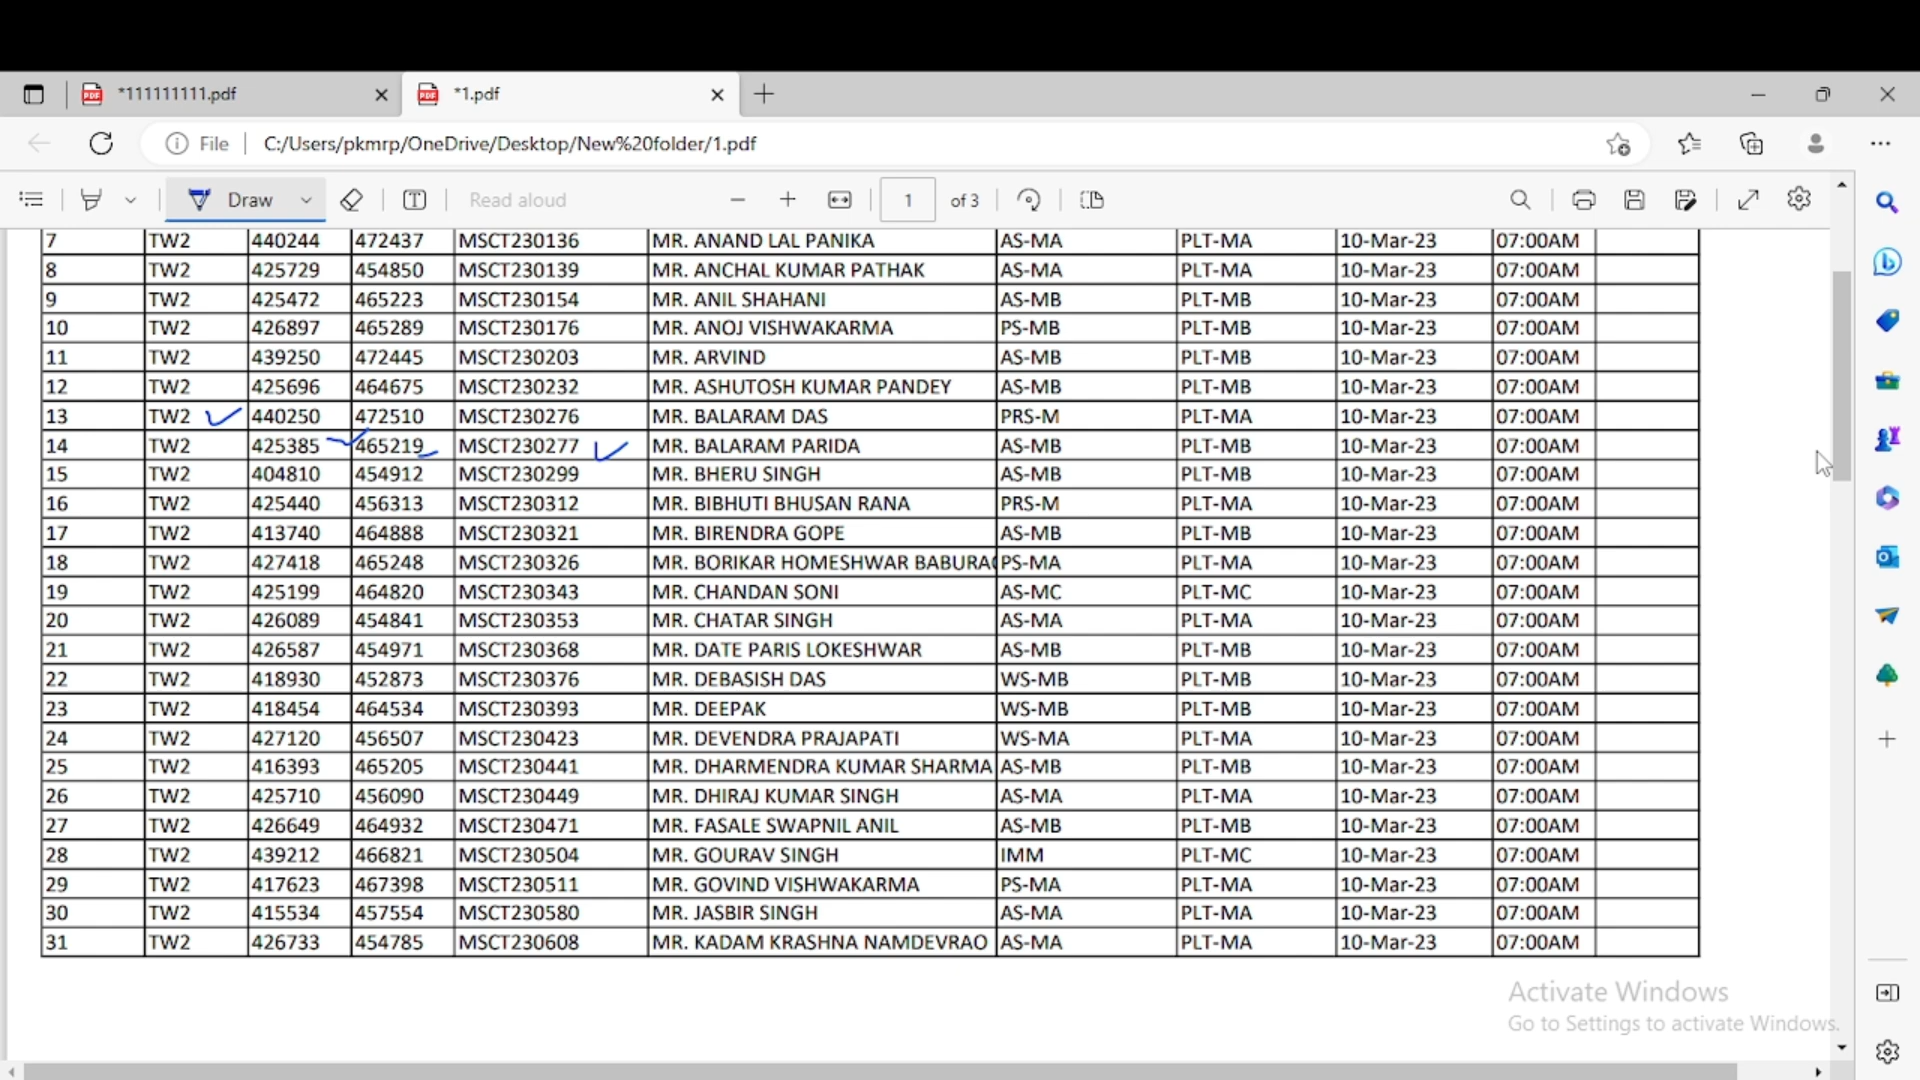 *111111111.pdf
*1.pdf
File C:/Users/pkmrp/OneDrive/Desktop/New%20folder/1.pdf
Draw Read aloud 1 of 3
7 TW2 440244 472437 MSCT230136 MR. ANAND LAL PANIKA AS-MA PLT-MA 10-Mar-23 07:00AM
8 TW2 425729 454850 MSCT230139 MR. ANCHAL KUMAR PATHAK AS-MA PLT-MA 10-Mar-23 07:00AM
9 TW2 425472 465223 MSCT230154 MR. ANIL SHAHANI AS-MB PLT-MB 10-Mar-23 07:00AM
10 TW2 426897 465289 MSCT230176 MR. ANOJ VISHWAKARMA PS-MB PLT-MB 10-Mar-23 07:00AM
11 TW2 439250 472445 MSCT230203 MR. ARVIND AS-MB PLT-MB 10-Mar-23 07:00AM
12 TW2 425696 464675 MSCT230232 MR. ASHUTOSH KUMAR PANDEY AS-MB PLT-MB 10-Mar-23 07:00AM
13 TW2 440250 472510 MSCT230276 MR. BALARAM DAS PRS-M PLT-MA 10-Mar-23 07:00AM
14 TW2 425385 465219 MSCT230277 MR. BALARAM PARIDA AS-MB PLT-MB 10-Mar-23 07:00AM
15 TW2 404810 454912 MSCT230299 MR. BHERU SINGH AS-MB PLT-MB 10-Mar-23 07:00AM
16 TW2 425440 456313 MSCT230312 MR. BIBHUTI BHUSAN RANA PRS-M PLT-MA 10-Mar-23 07:00AM
17 TW2 413740 464888 MSCT230321 MR. BIRENDRA GOPE AS-MB PLT-MB 10-Mar-23 07:00AM
18 TW2 427418 465248 MSCT230326 MR. BORIKAR HOMESHWAR BABURA PS-MA PLT-MA 10-Mar-23 07:00AM
19 TW2 425199 464820 MSCT230343 MR. CHANDAN SONI AS-MC PLT-MC 10-Mar-23 07:00AM
20 TW2 426089 454841 MSCT230353 MR. CHATAR SINGH AS-MA PLT-MA 10-Mar-23 07:00AM
21 TW2 426587 454971 MSCT230368 MR. DATE PARIS LOKESHWAR AS-MB PLT-MB 10-Mar-23 07:00AM
22 TW2 418930 452873 MSCT230376 MR. DEBASISH DAS WS-MB PLT-MB 10-Mar-23 07:00AM
23 TW2 418454 464534 MSCT230393 MR. DEEPAK WS-MB PLT-MB 10-Mar-23 07:00AM
24 TW2 427120 456507 MSCT230423 MR. DEVENDRA PRAJAPATI WS-MA PLT-MA 10-Mar-23 07:00AM
25 TW2 416393 465205 MSCT230441 MR. DHARMENDRA KUMAR SHARMA AS-MB PLT-MB 10-Mar-23 07:00AM
26 TW2 425710 456090 MSCT230449 MR. DHIRAJ KUMAR SINGH AS-MA PLT-MA 10-Mar-23 07:00AM
27 TW2 426649 464932 MSCT230471 MR. FASALE SWAPNIL ANIL AS-MB PLT-MB 10-Mar-23 07:00AM
28 TW2 439212 466821 MSCT230504 MR. GOURAV SINGH IMM PLT-MC 10-Mar-23 07:00AM
29 TW2 417623 467398 MSCT230511 MR. GOVIND VISHWAKARMA PS-MA PLT-MA 10-Mar-23 07:00AM
30 TW2 415534 457554 MSCT230580 MR. JASBIR SINGH AS-MA PLT-MA 10-Mar-23 07:00AM
31 TW2 426733 454785 MSCT230608 MR. KADAM KRASHNA NAMDEVRAO AS-MA PLT-MA 10-Mar-23 07:00AM
Activate Windows
Go to Settings to activate Windows.